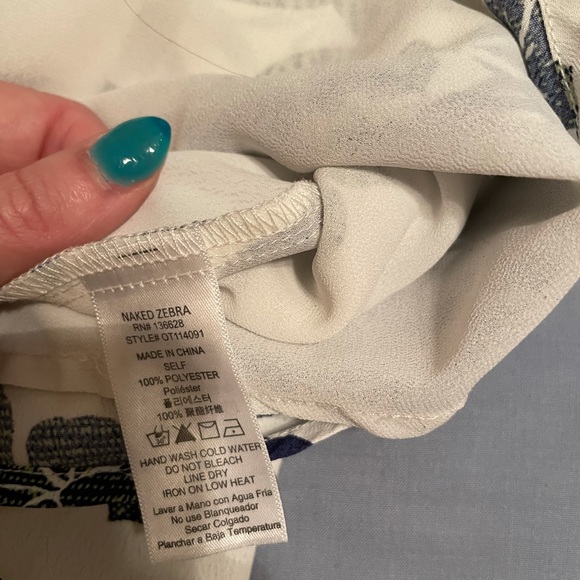 NAKED ZEBRA
RN# 136628
STYLE# OT114091
MADE IN CHINA
SELF
100% POLYESTER
Poliéster
폴리에스터
100% 聚酯纤维
HAND WASH COLD WATER
DO NOT BLEACH
LINE DRY
IRON ON LOW HEAT
Lavar a Mano con Agua Fria
No use Blanqueador
Secar Colgado
Planchar a Baja Temperatura